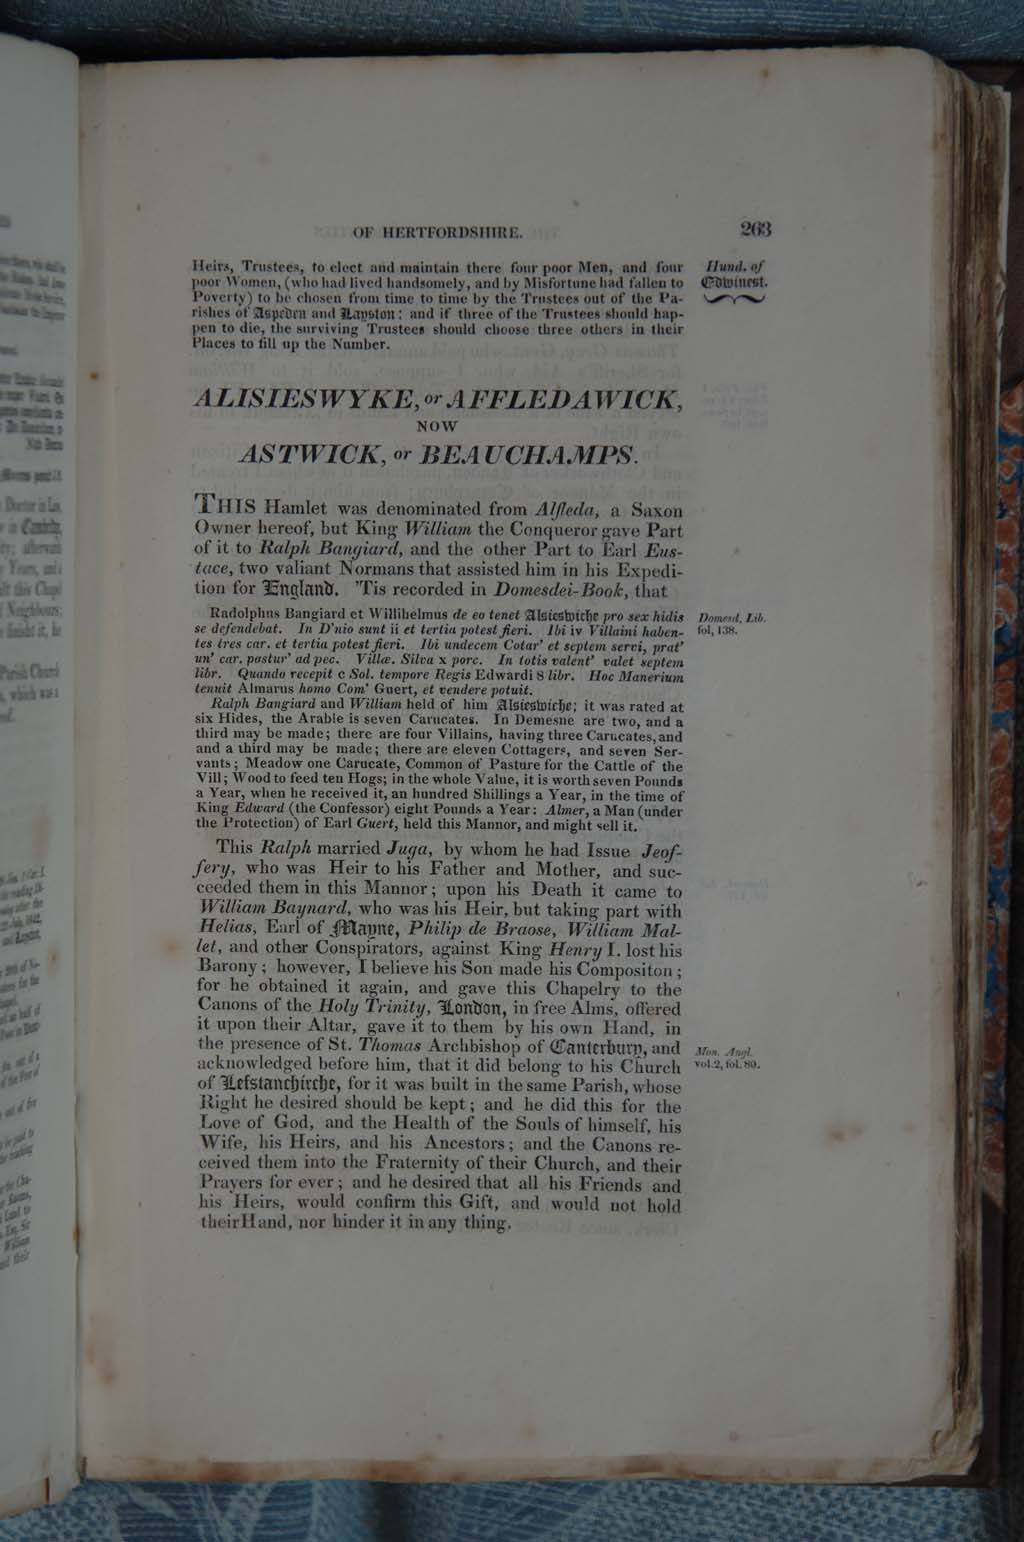 OF HERTFORDSHIRE.
263
Heirs, Trustees, to elect and maintain there four poor Men, and four
poor Women, (who had lived handsomely, and by Misfortune had fallen to
Poverty) to be chosen from time to time by the Trustees out of the Pa-
rishes of Aspeden and Layston: and if three of the Trustees should hap-
pen to die, the surviving Trustees should choose three others in their
Places to fill up the Number.
Hund. of
Edwinest.
ALISIESWYKE, or AFFLEDAWICK,
NOW
ASTWICK, or BEAUCHAMPS.
THIS Hamlet was denominated from Alfleda, a Saxon
Owner hereof, but King William the Conqueror gave Part
of it to Ralph Bangiard, and the other Part to Earl Eus-
tace, two valiant Normans that assisted him in his Expedi-
tion for England. 'Tis recorded in Domesdei-Book, that
Radolphus Bangiard et Willihelmus de eo tenet Alsieswiche pro sex hidis
se defendebat. In D'nio sunt ii et tertia potest fieri. Ibi iv Villaini haben-
tes tres car. et tertia potest fieri. Ibi undecem Cotar' et septem servi, prat'
un' car. pastur' ad pec. Villæ. Silva x porc. In totis valent' valet septem
libr. Quando recepit c Sol. tempore Regis Edwardi 8 libr. Hoc Manerium
tenuit Almarus homo Com' Guert, et vendere potuit.
Domesd. Lib.
fol, 138.
Ralph Bangiard and William held of him Alsieswiche; it was rated at
six Hides, the Arable is seven Carucates. In Demesne are two, and a
third may be made; there are four Villains, having three Carucates, and
and a third may be made; there are eleven Cottagers, and seven Ser-
vants; Meadow one Carucate, Common of Pasture for the Cattle of the
Vill; Wood to feed ten Hogs; in the whole Value, it is worth seven Pounds
a Year, when he received it, an hundred Shillings a Year, in the time of
King Edward (the Confessor) eight Pounds a Year: Almer, a Man (under
the Protection) of Earl Guert, held this Mannor, and might sell it.
This Ralph married Juga, by whom he had Issue Jeof-
fery, who was Heir to his Father and Mother, and suc-
ceeded them in this Mannor; upon his Death it came to
William Baynard, who was his Heir, but taking part with
Helias, Earl of Mayne, Philip de Braose, William Mal-
let, and other Conspirators, against King Henry I. lost his
Barony; however, I believe his Son made his Compositon;
for he obtained it again, and gave this Chapelry to the
Canons of the Holy Trinity, London, in free Alms, offered
it upon their Altar, gave it to them by his own Hand, in
the presence of St. Thomas Archbishop of Canterbury, and
acknowledged before him, that it did belong to his Church
of Lefstanchirche, for it was built in the same Parish, whose
Right he desired should be kept; and he did this for the
Love of God, and the Health of the Souls of himself, his
Wife, his Heirs, and his Ancestors; and the Canons re-
ceived them into the Fraternity of their Church, and their
Prayers for ever; and he desired that all his Friends and
his Heirs, would confirm this Gift, and would not hold
theirHand, nor hinder it in any thing.
Mon. Angl.
vol.2, fol. 80.